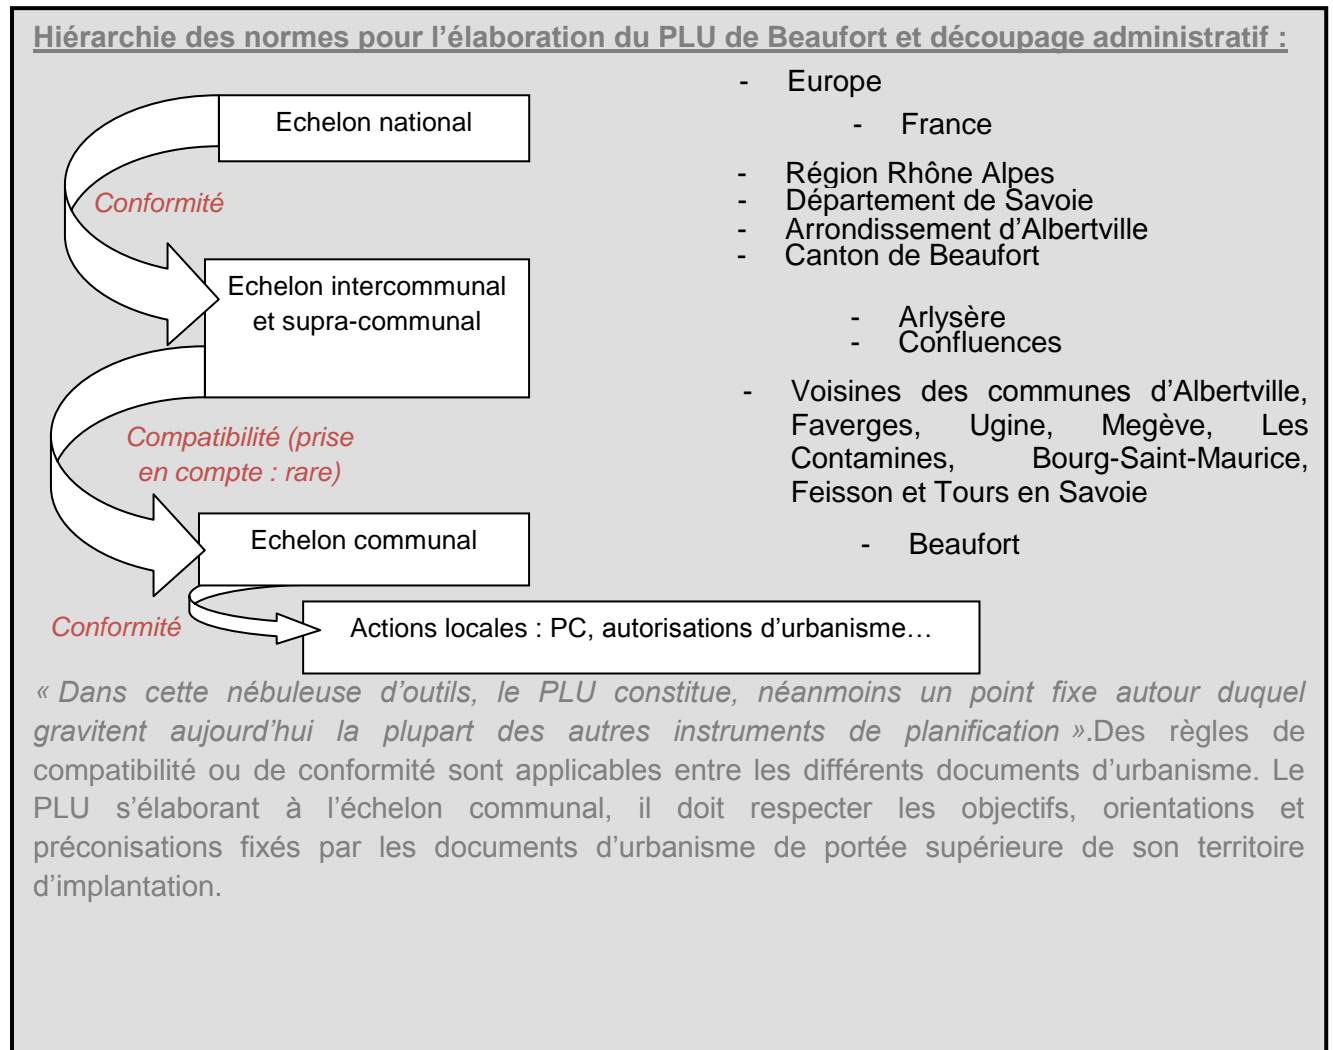 Hiérarchie des normes pour l’élaboration du PLU de Beaufort et découpage administratif :
Echelon national
Conformité
Echelon intercommunal
et supra-communal
Compatibilité (prise
en compte : rare)
Echelon communal
Conformité
Actions locales : PC, autorisations d’urbanisme…
- Europe
- France
- Région Rhône Alpes
- Département de Savoie
- Arrondissement d’Albertville
- Canton de Beaufort
- Arlysère
- Confluences
- Voisines des communes d’Albertville,
Faverges, Ugine, Megève, Les
Contamines, Bourg-Saint-Maurice,
Feisson et Tours en Savoie
- Beaufort
« Dans cette nébuleuse d’outils, le PLU constitue, néanmoins un point fixe autour duquel
gravitent aujourd’hui la plupart des autres instruments de planification ».Des règles de
compatibilité ou de conformité sont applicables entre les différents documents d’urbanisme. Le
PLU s’élaborant à l’échelon communal, il doit respecter les objectifs, orientations et
préconisations fixés par les documents d’urbanisme de portée supérieure de son territoire
d’implantation.